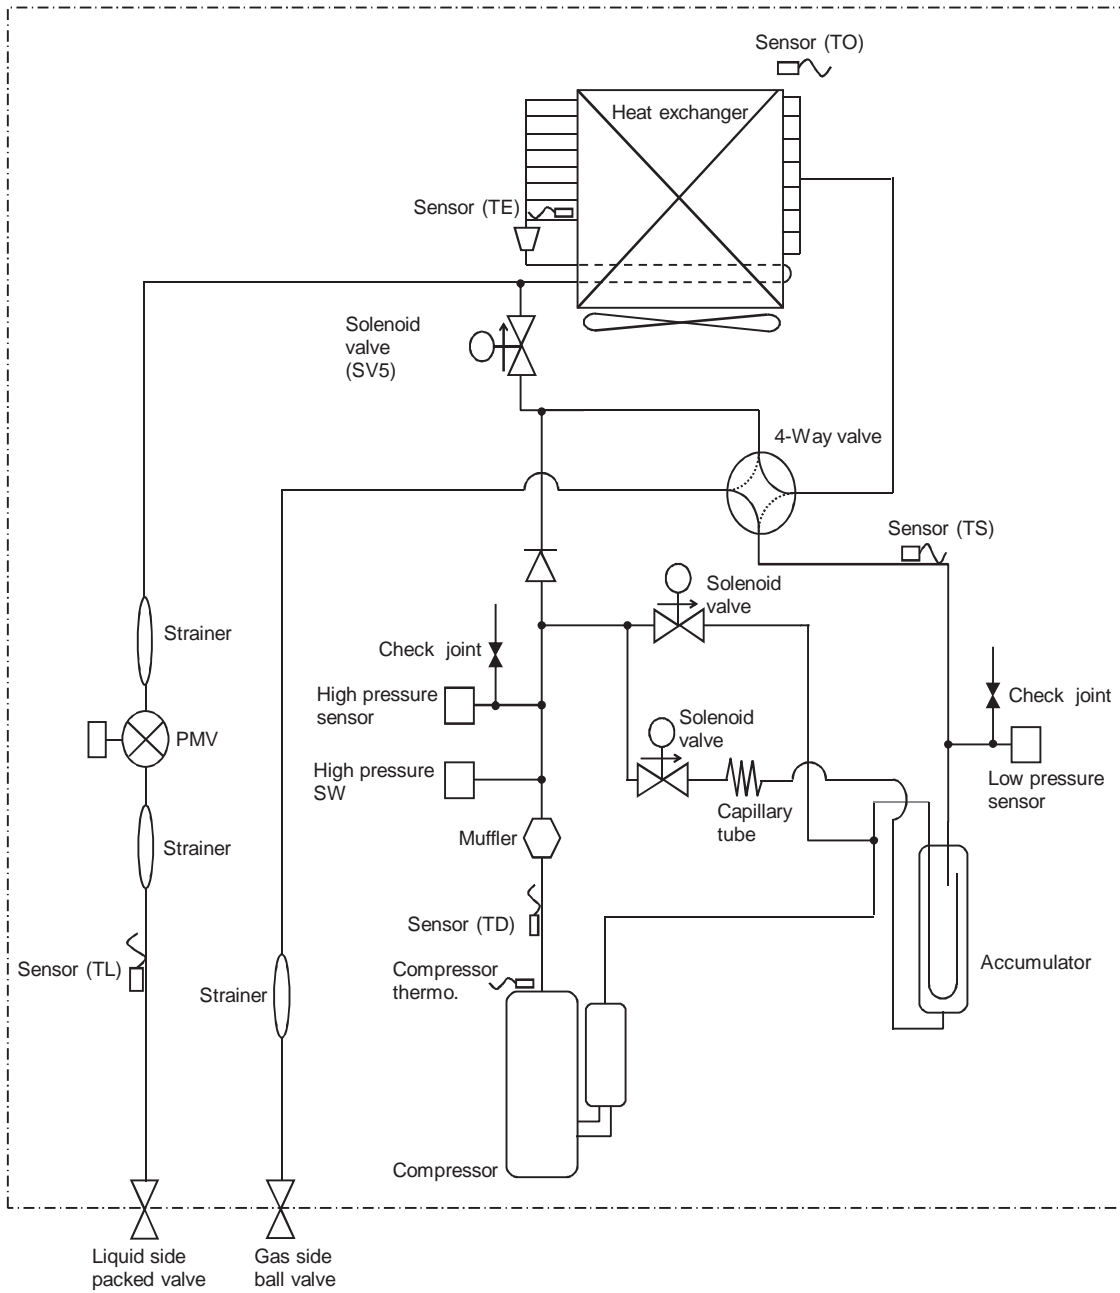 Sensor (TO)
Heat exchanger
Sensor (TE)
Solenoid
valve
(SV5)
4-Way valve
Sensor (TS)
Solenoid
valve
Strainer
Check joint
High pressure
sensor
Check joint
PMV
Solenoid
valve
High pressure
SW
Low pressure
sensor
Capillary
tube
Muffler
Strainer
Sensor (TD)
Sensor (TL)
Compressor
thermo.
Accumulator
Strainer
Compressor
Liquid side
packed valve
Gas side
ball valve